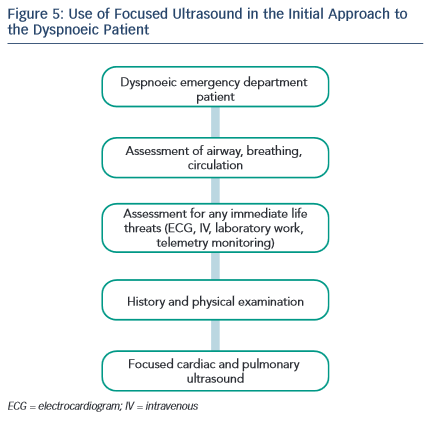 Figure 5: Use of Focused Ultrasound in the Initial Approach to
the Dyspnoeic Patient
Dyspnoeic emergency department
patient
Assessment of airway, breathing,
circulation
Assessment for any immediate life
threats (ECG, IV, laboratory work,
telemetry monitoring)
History and physical examination
Focused cardiac and pulmonary
ultrasound
ECG = electrocardiogram; IV = intravenous